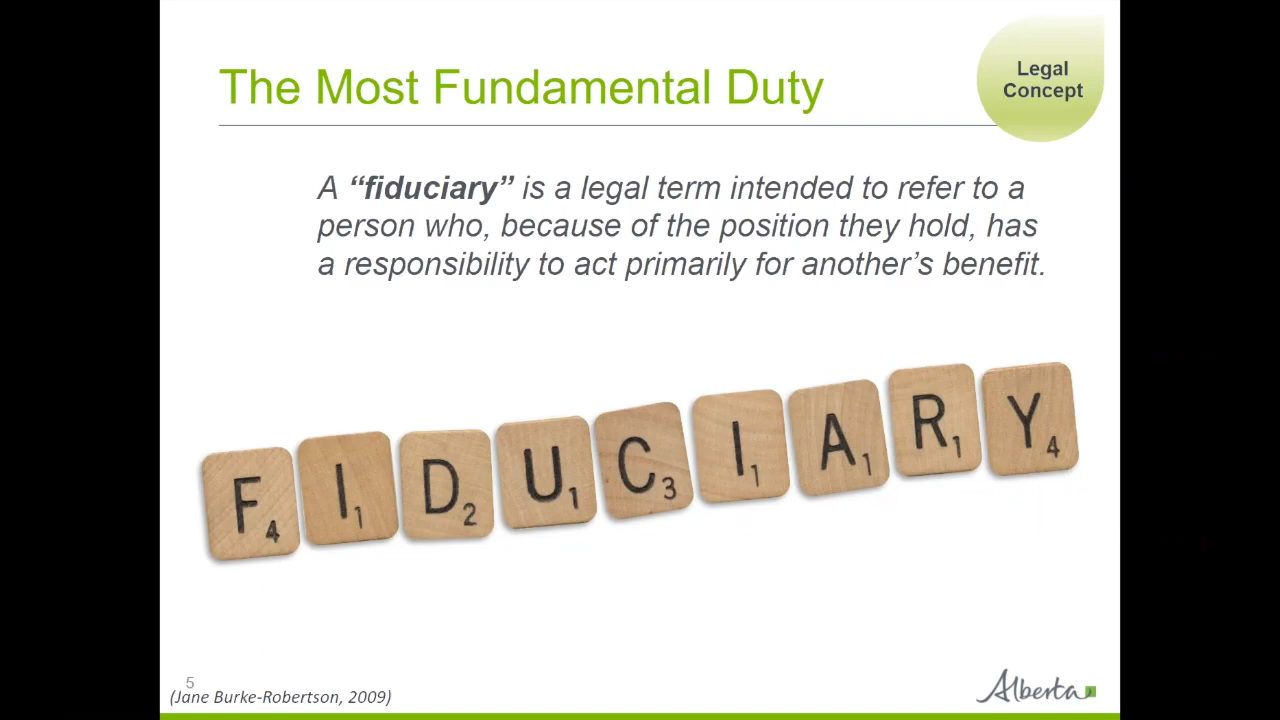 The Most Fundamental Duty
Legal
Concept
A “fiduciary” is a legal term intended to refer to a
person who, because of the position they hold, has
a responsibility to act primarily for another’s benefit.
F4 I1 D2 U1 C3 I1 A1 R1 Y4
5
(Jane Burke-Robertson, 2009)
Alberta